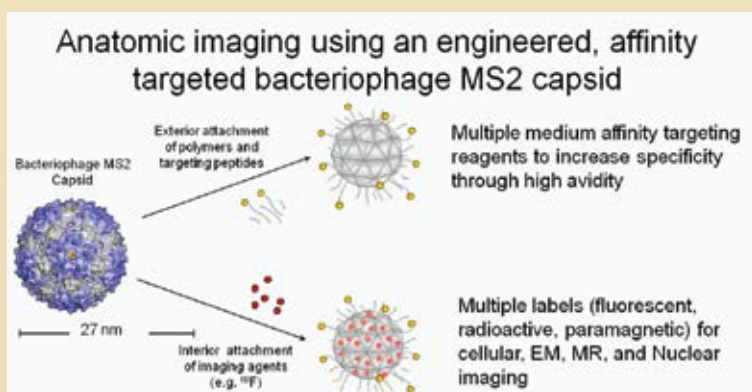 Anatomic imaging using an engineered, affinity
targeted bacteriophage MS2 capsid
Exterior attachment
of polymers and
targeting peptides
Multiple medium affinity targeting
reagents to increase specificity
through high avidity
Bacteriophage MS2
Capsid
27 nm
Interior attachment
of imaging agents
(e.g. ¹⁸F)
Multiple labels (fluorescent,
radioactive, paramagnetic) for
cellular, EM, MR, and Nuclear
imaging